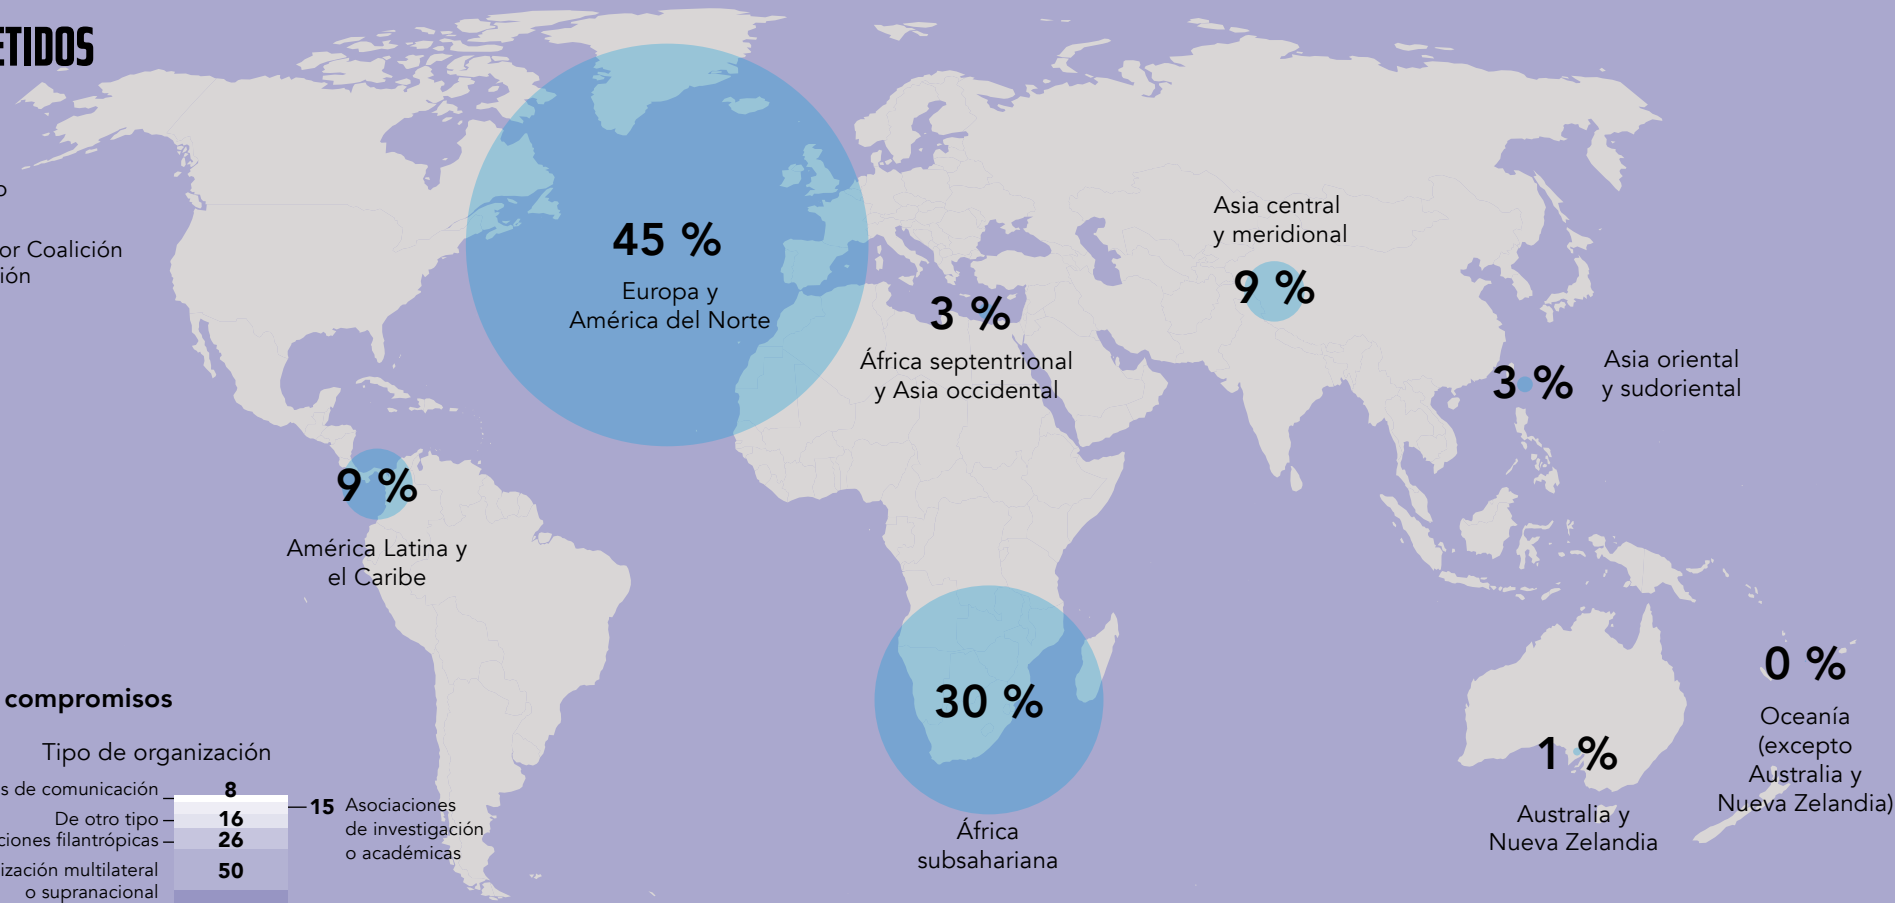 ETIDOS
o
or Coalición
ión
45 %
Europa y
América del Norte
3 %
África septentrional
y Asia occidental
Asia central
y meridional
9 %
3 %
Asia oriental
y sudoriental
9 %
América Latina y
el Caribe
30 %
África
subsahariana
1 %
Australia y
Nueva Zelandia
0 %
Oceanía
(excepto
Australia y
Nueva Zelandia)
compromisos
Tipo de organización
s de comunicación 8
15 Asociaciones
de investigación
o académicas
De otro tipo 16
ciones filantrópicas 26
ización multilateral
o supranacional 50